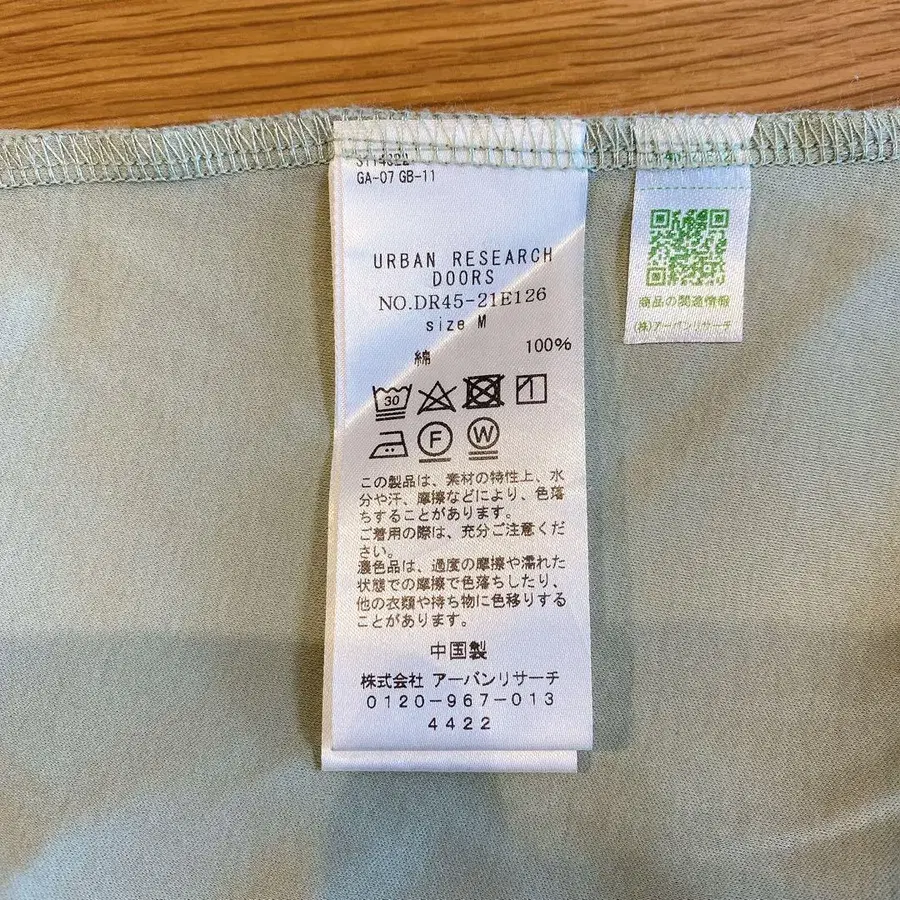 GA-07 GB-11
URBAN RESEARCH
DOORS
NO.DR45-21E126
size M
綿 100%
30
F W
この製品は、素材の特性上、水
分や汗、摩擦などにより、色落
ちすることがあります。
ご着用の際は、充分ご注意くだ
さい。
濃色品は、過度の摩擦や濡れた
状態での摩擦で色落ちしたり、
他の衣類や持ち物に色移りする
ことがあります。
中国製
株式会社 アーバンリサーチ
0120-967-013
4422
商品の関連情報
(株)アーバンリサーチ